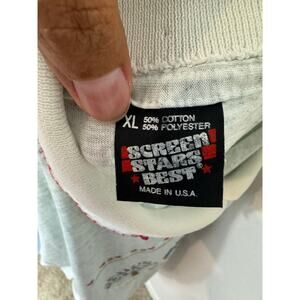 XL 50% COTTON
50% POLYESTER
SCREEN
STARS
BEST®
MADE IN U.S.A.